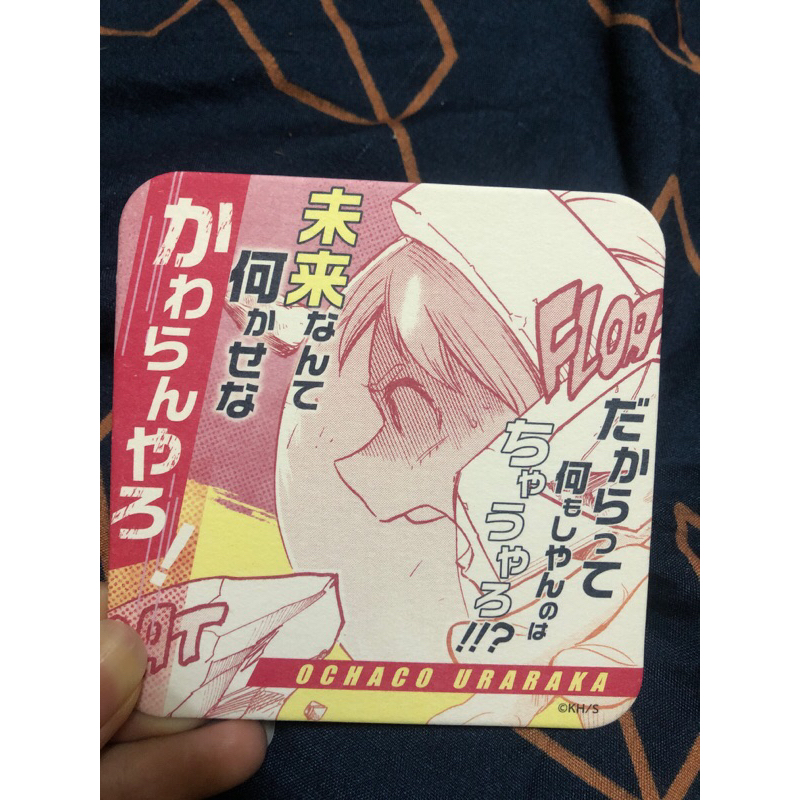 だからって
何もしやんのは
ちゃうやろ!!?
未来なんて
何かせな
かわらんやろ!
FLOA
AT
OCHACO URARAKA
©KH/S